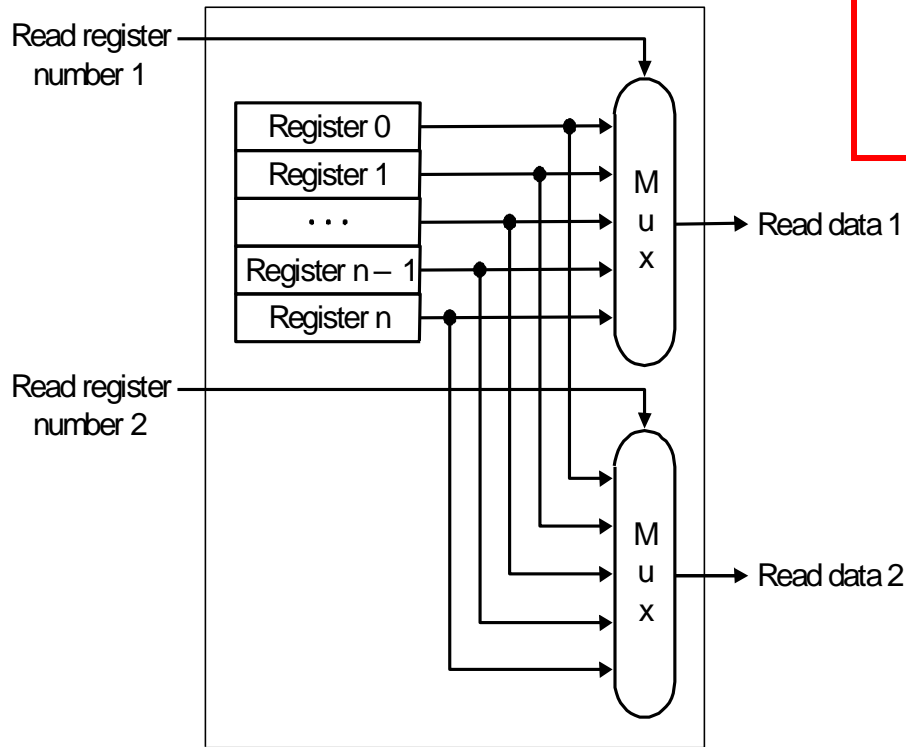 Read register
number 1
Register 0
Register 1
. . .
Register n – 1
Register n
M
u
x
Read data 1
Read register
number 2
M
u
x
Read data 2